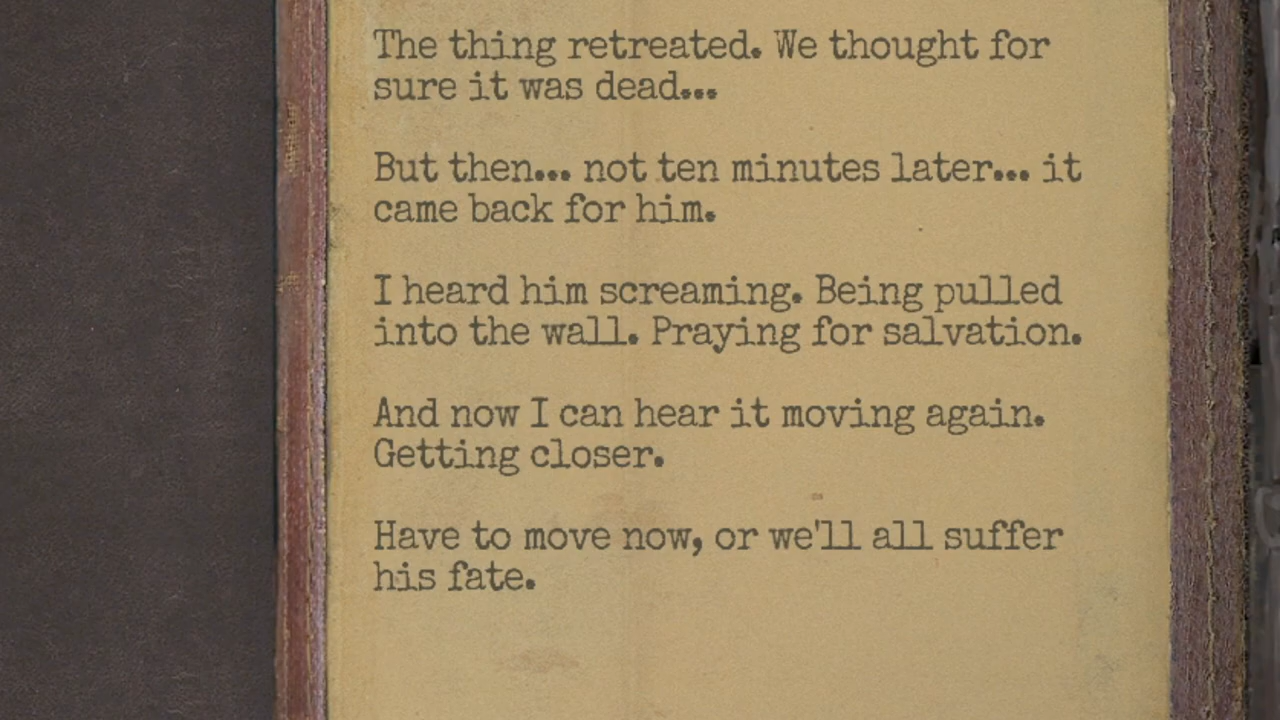 The thing retreated. We thought for
sure it was dead...
But then... not ten minutes later... it
came back for him.
I heard him screaming. Being pulled
into the wall. Praying for salvation.
And now I can hear it moving again.
Getting closer.
Have to move now, or we'll all suffer
his fate.